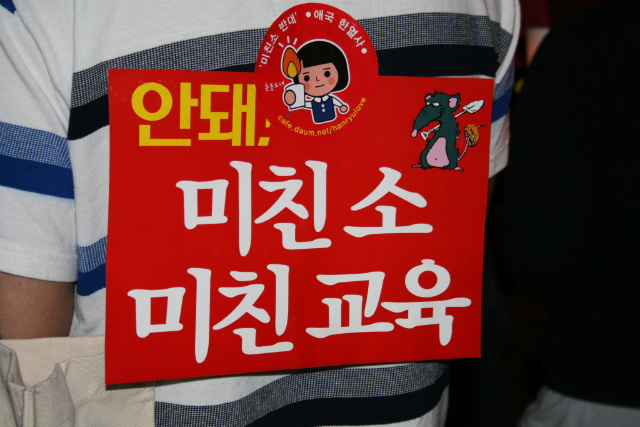 '미친소 반대' • 애국 한열사 •
cafe.daum.net/hanryulove
안돼!
미친 소
미친 교육